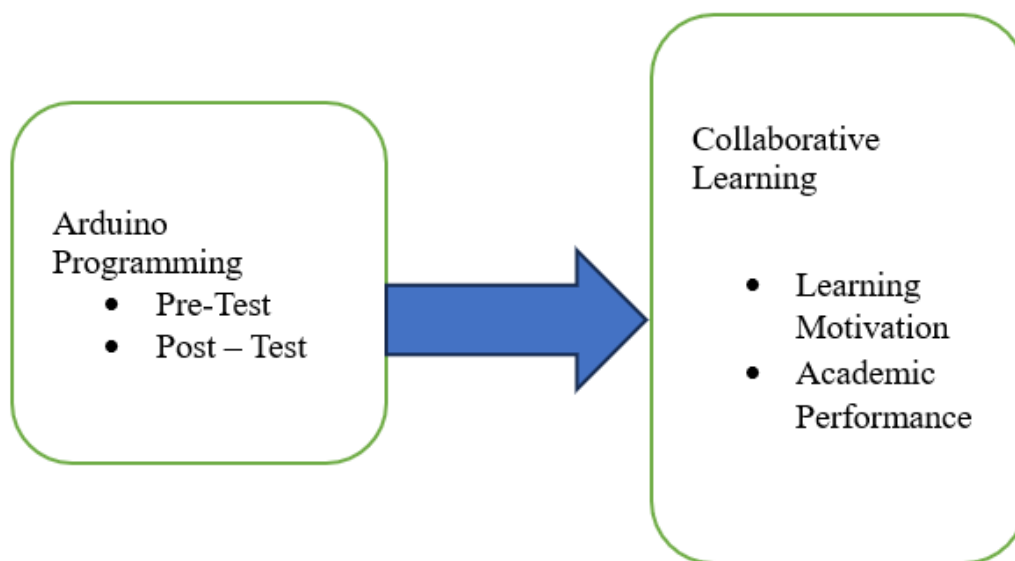 Arduino
Programming
• Pre-Test
• Post – Test
Collaborative
Learning
• Learning
Motivation
• Academic
Performance